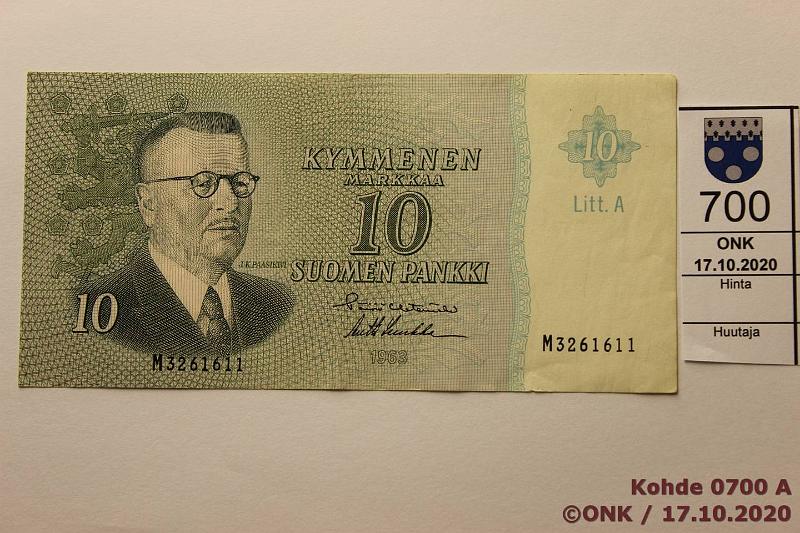 KYMMENEN
MARKKAA
10
SUOMEN PANKKI
J.K.PAASIKIVI
10
M3261611
1963
10
Litt. A
M3261611
700
ONK
17.10.2020
Hinta
Huutaja
Kohde 0700 A
©ONK / 17.10.2020